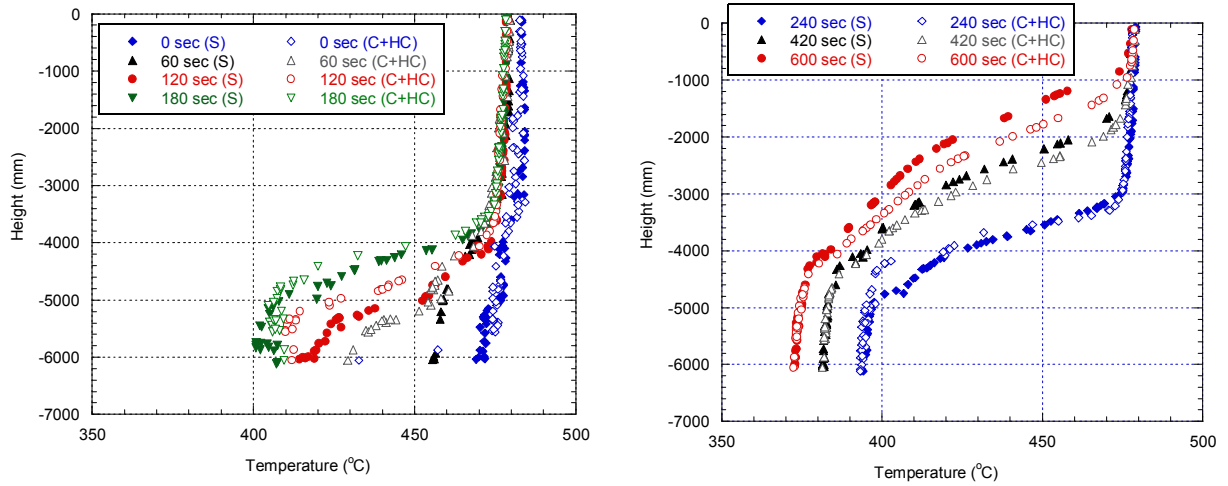 0 sec (S) 0 sec (C+HC)
60 sec (S) 60 sec (C+HC)
120 sec (S) 120 sec (C+HC)
180 sec (S) 180 sec (C+HC)
0
-1000
-2000
-3000
-4000
-5000
-6000
-7000
Height (mm)
350 400 450 500
Temperature (°C)
240 sec (S) 240 sec (C+HC)
420 sec (S) 420 sec (C+HC)
600 sec (S) 600 sec (C+HC)
0
-1000
-2000
-3000
-4000
-5000
-6000
-7000
Height (mm)
350 400 450 500
Temperature (°C)